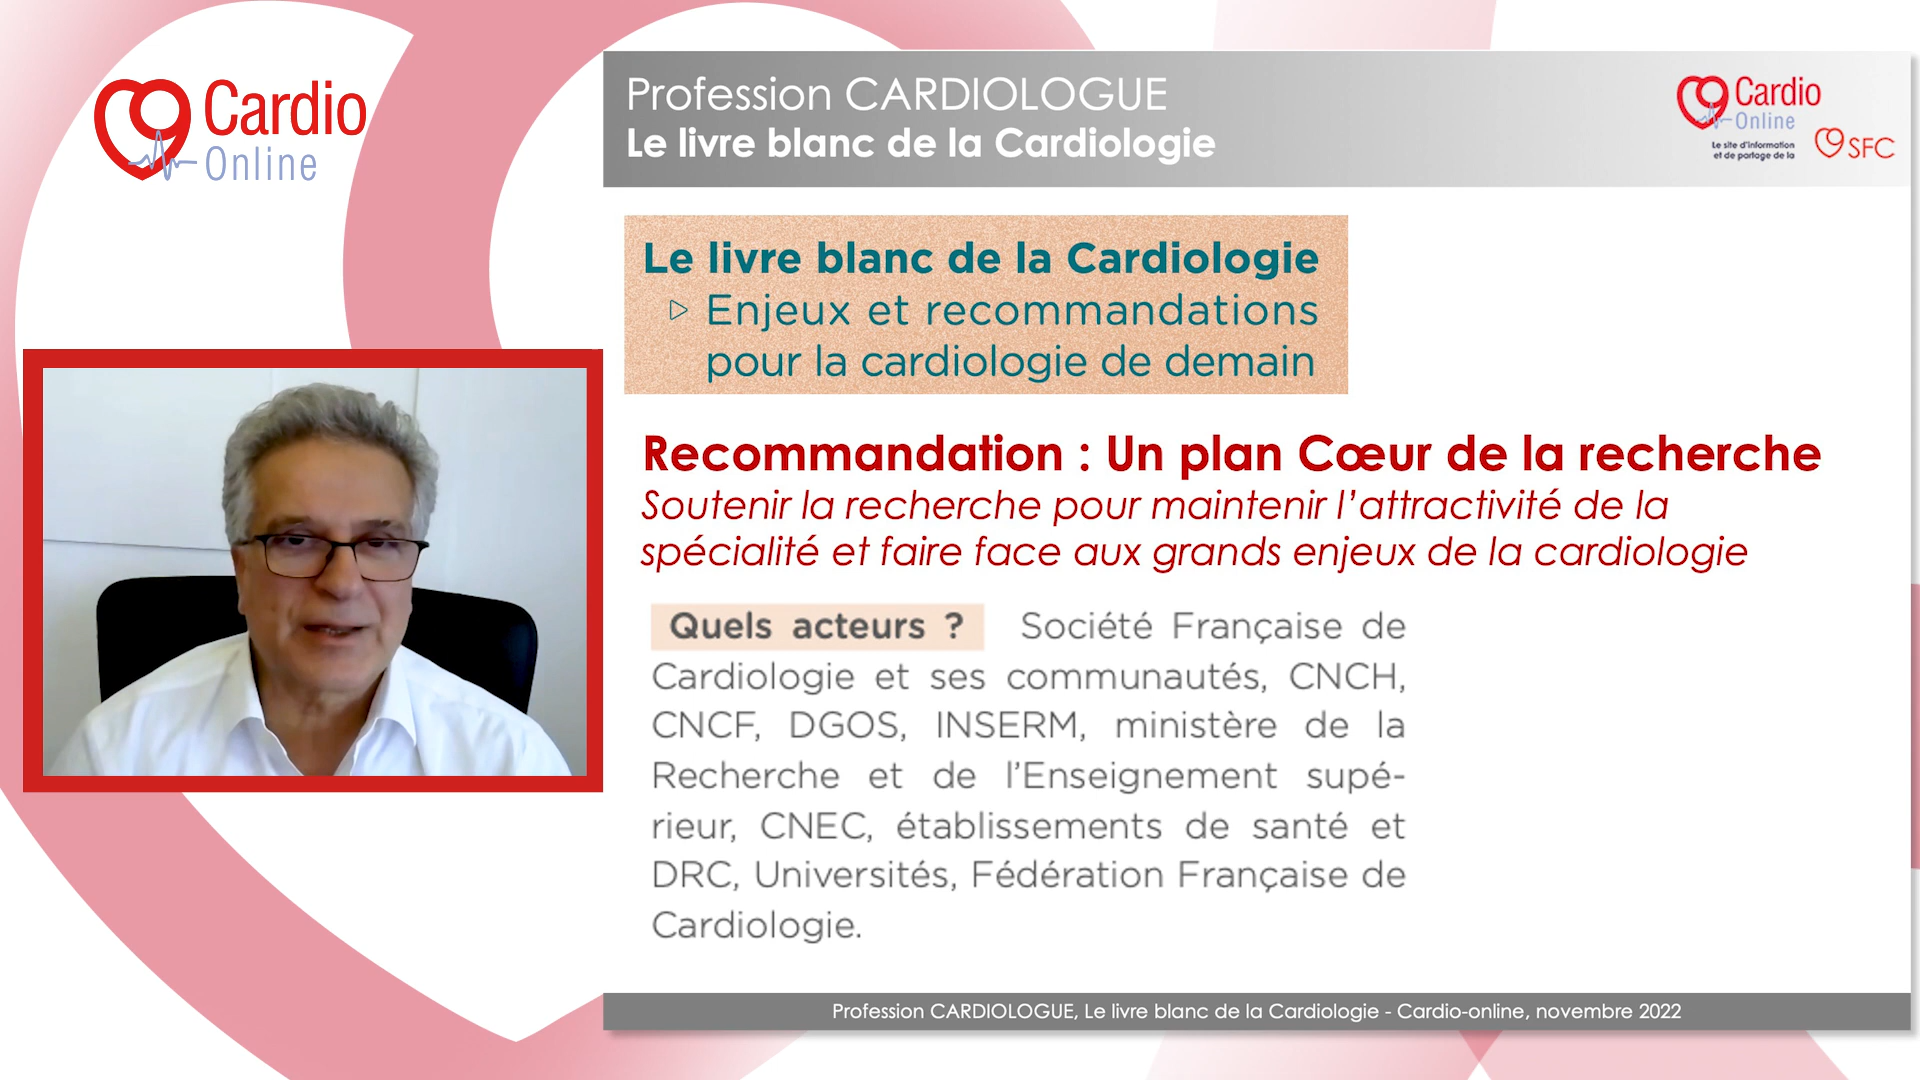 Cardio
Online
Profession CARDIOLOGUE
Le livre blanc de la Cardiologie
Cardio
Online
Le site d'information
et de partage de la
SFC
Le livre blanc de la Cardiologie
Enjeux et recommandations
pour la cardiologie de demain
Recommandation : Un plan Cœur de la recherche
Soutenir la recherche pour maintenir l'attractivité de la
spécialité et faire face aux grands enjeux de la cardiologie
Quels acteurs ? Société Française de
Cardiologie et ses communautés, CNCH,
CNCF, DGOS, INSERM, ministère de la
Recherche et de l'Enseignement supé-
rieur, CNEC, établissements de santé et
DRC, Universités, Fédération Française de
Cardiologie.
Profession CARDIOLOGUE, Le livre blanc de la Cardiologie - Cardio-online, novembre 2022